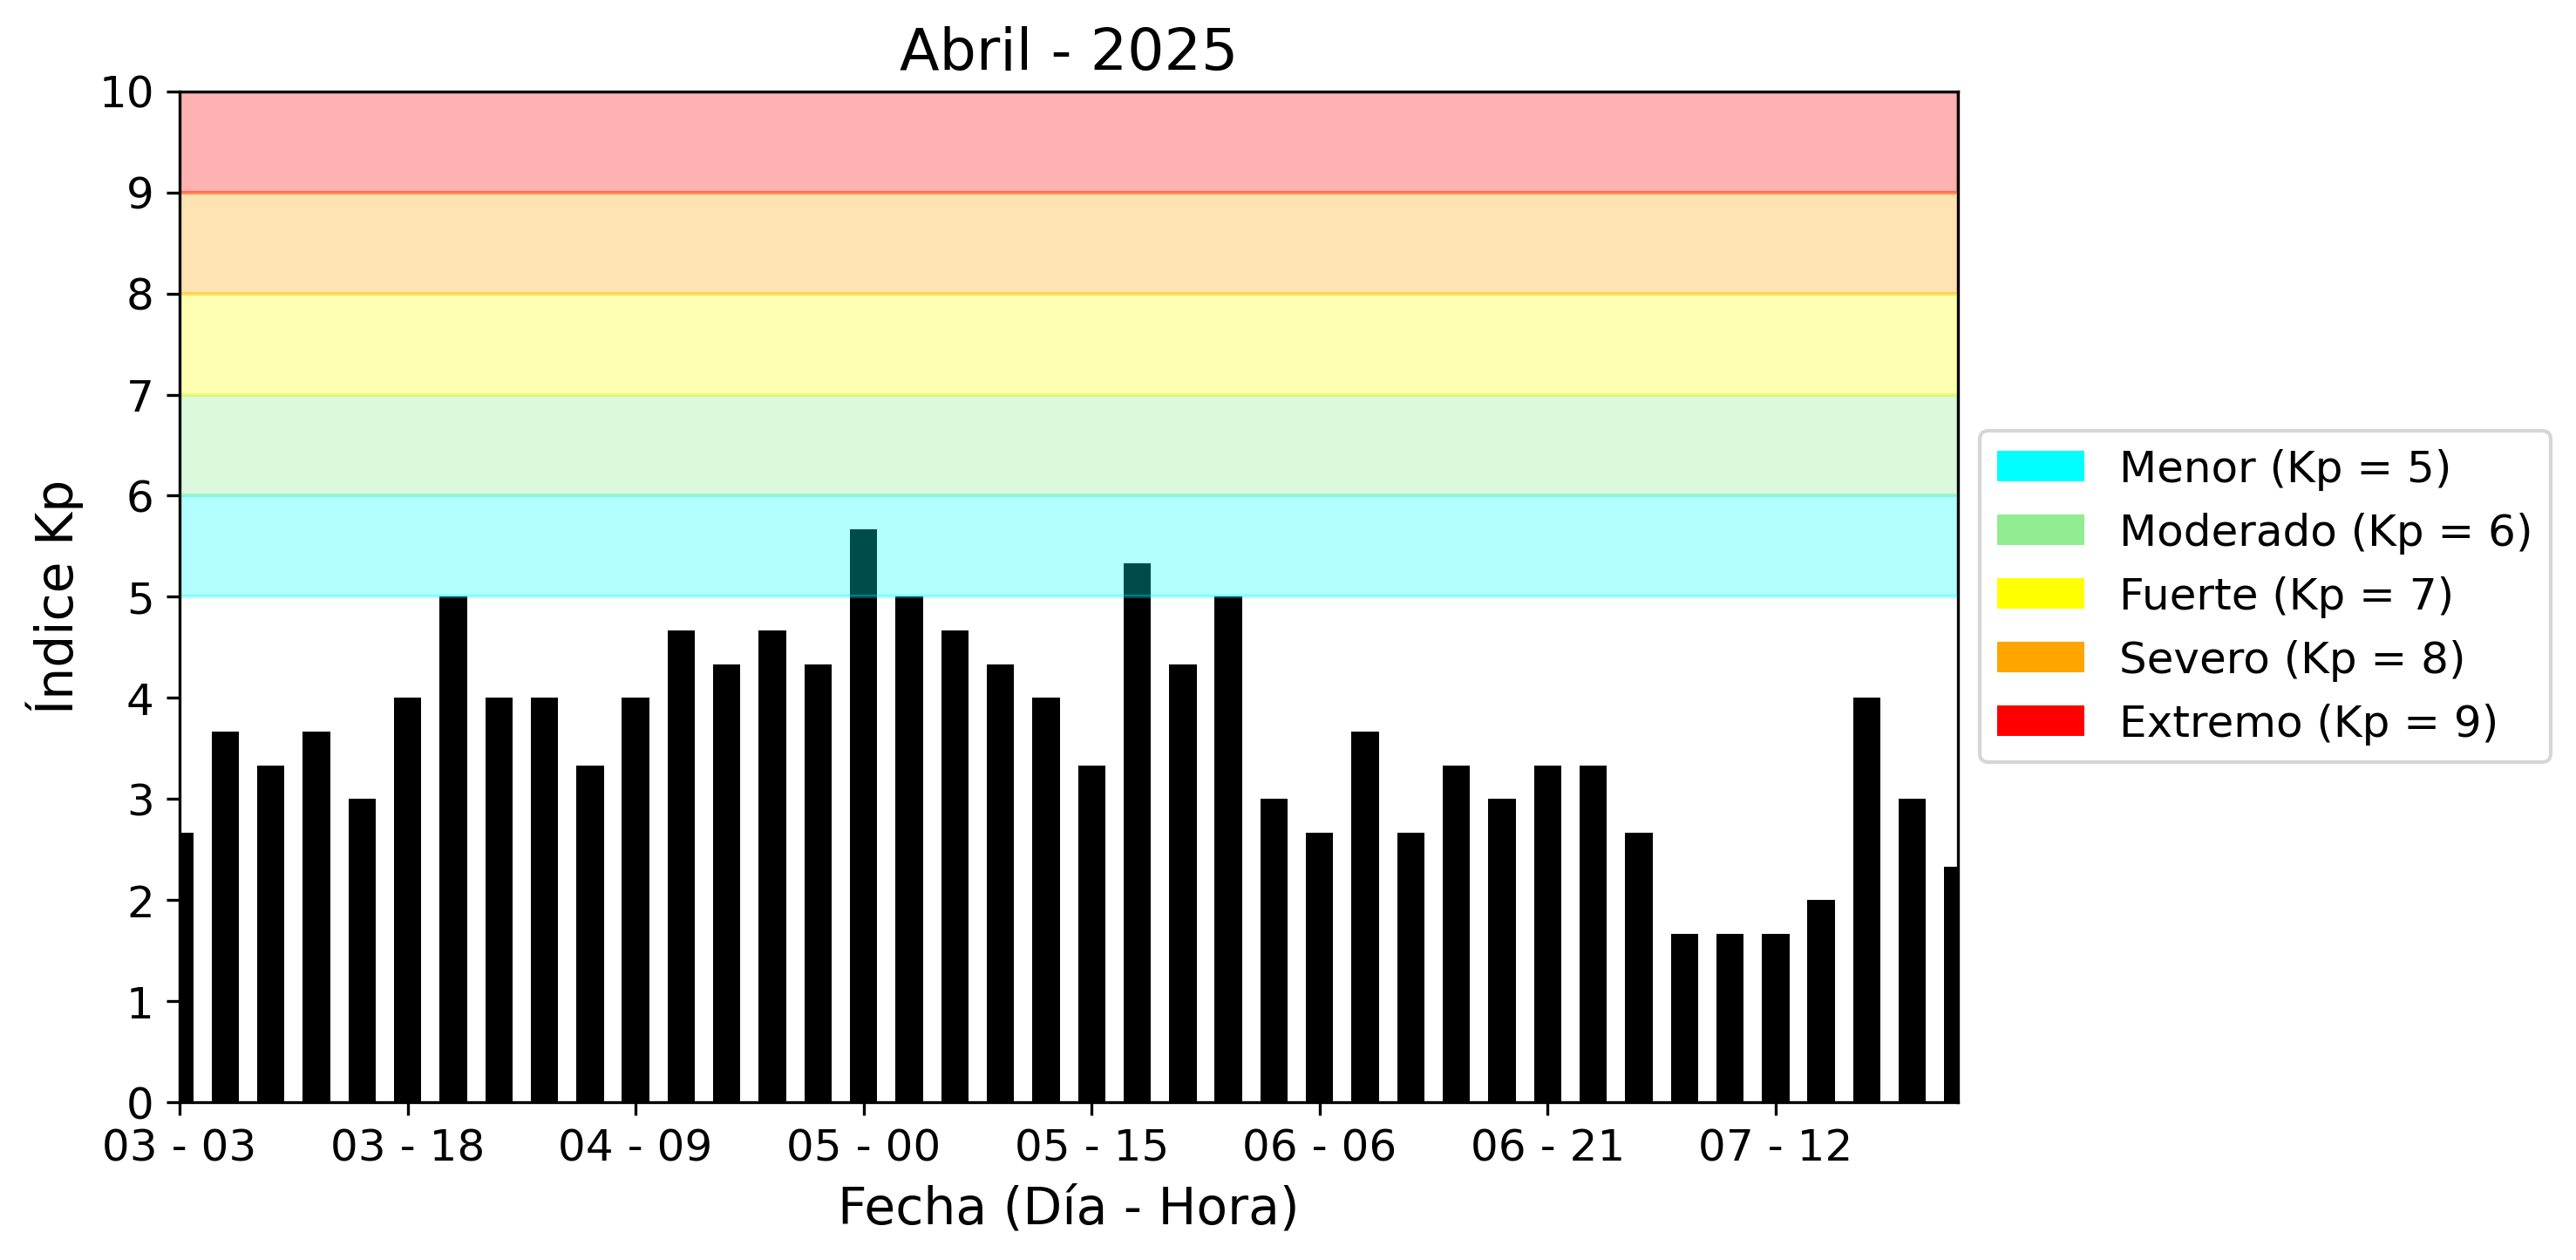 Abril - 2025
10
9
8
7
6
5
4
3
2
1
0
Índice Kp
03 - 03
03 - 18
04 - 09
05 - 00
05 - 15
06 - 06
06 - 21
07 - 12
Fecha (Día - Hora)
Menor (Kp = 5)
Moderado (Kp = 6)
Fuerte (Kp = 7)
Severo (Kp = 8)
Extremo (Kp = 9)